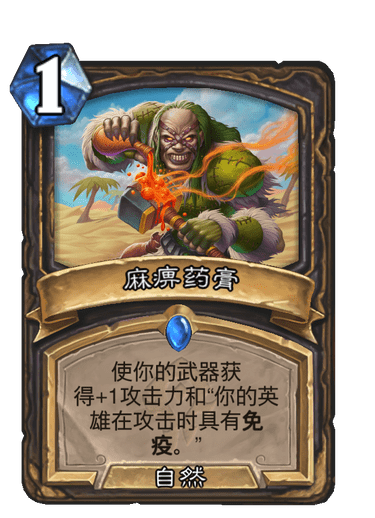 1
麻痹药膏
使你的武器获
得+1攻击力和“你的英
雄在攻击时具有免
疫。”
自然